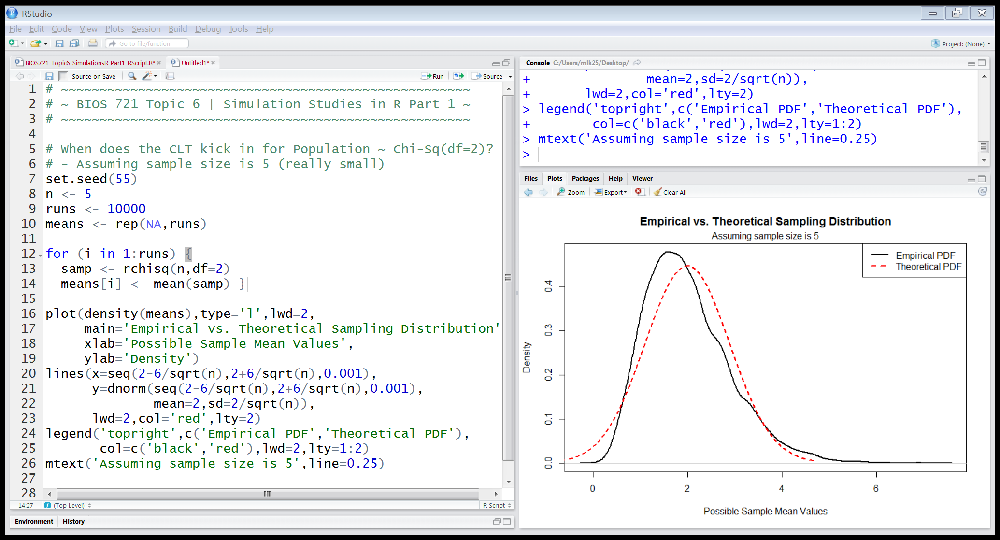 RStudio
File Edit Code View Plots Session Build Debug Tools Help
Go to file/function
Project: (None)
BIOS721_Topic6_SimulationsR_Part1_RScript.R*
Untitled1*
Source on Save
Run
Source
1 # ~~~~~~~~~~~~~~~~~~~~~~~~~~~~~~~~~~~~~~~~~~~~~~~~~~~~~
2 # ~ BIOS 721 Topic 6 | Simulation Studies in R Part 1 ~
3 # ~~~~~~~~~~~~~~~~~~~~~~~~~~~~~~~~~~~~~~~~~~~~~~~~~~~~~
4
5 # When does the CLT kick in for Population ~ Chi-Sq(df=2)?
6 # - Assuming sample size is 5 (really small)
7 set.seed(55)
8 n <- 5
9 runs <- 10000
10 means <- rep(NA,runs)
11
12 for (i in 1:runs) {
13   samp <- rchisq(n,df=2)
14   means[i] <- mean(samp) }
15
16 plot(density(means),type='l',lwd=2,
17      main='Empirical vs. Theoretical Sampling Distribution'
18      xlab='Possible Sample Mean Values',
19      ylab='Density')
20 lines(x=seq(2-6/sqrt(n),2+6/sqrt(n),0.001),
21       y=dnorm(seq(2-6/sqrt(n),2+6/sqrt(n),0.001),
22               mean=2,sd=2/sqrt(n)),
23       lwd=2,col='red',lty=2)
24 legend('topright',c('Empirical PDF','Theoretical PDF'),
25        col=c('black','red'),lwd=2,lty=1:2)
26 mtext('Assuming sample size is 5',line=0.25)
27
28
14:27 (Top Level) R Script
Environment History
Console C:/Users/mlk25/Desktop/
+               mean=2,sd=2/sqrt(n)),
+       lwd=2,col='red',lty=2)
> legend('topright',c('Empirical PDF','Theoretical PDF'),
+        col=c('black','red'),lwd=2,lty=1:2)
> mtext('Assuming sample size is 5',line=0.25)
>
Files Plots Packages Help Viewer
Zoom Export Clear All
Empirical vs. Theoretical Sampling Distribution
Assuming sample size is 5
Empirical PDF
Theoretical PDF
Density
0.4
0.3
0.2
0.1
0.0
0 2 4 6
Possible Sample Mean Values